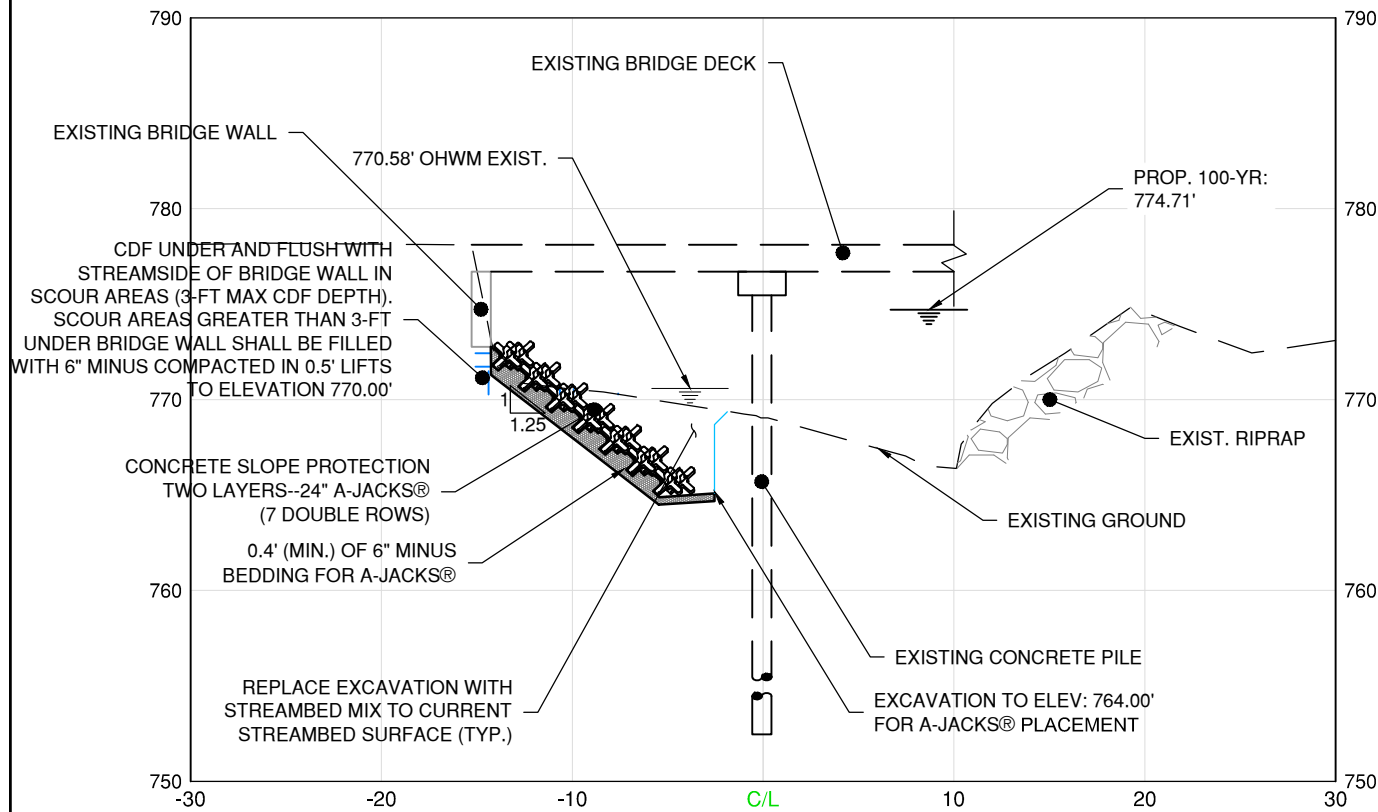 790
790
EXISTING BRIDGE DECK
EXISTING BRIDGE WALL
770.58' OHWM EXIST.
PROP. 100-YR:
774.71'
780
780
CDF UNDER AND FLUSH WITH
STREAMSIDE OF BRIDGE WALL IN
SCOUR AREAS (3-FT MAX CDF DEPTH).
SCOUR AREAS GREATER THAN 3-FT
UNDER BRIDGE WALL SHALL BE FILLED
WITH 6" MINUS COMPACTED IN 0.5' LIFTS
TO ELEVATION 770.00'
770
770
1
1.25
EXIST. RIPRAP
CONCRETE SLOPE PROTECTION
TWO LAYERS--24" A-JACKS®
(7 DOUBLE ROWS)
EXISTING GROUND
0.4' (MIN.) OF 6" MINUS
BEDDING FOR A-JACKS®
760
760
EXISTING CONCRETE PILE
REPLACE EXCAVATION WITH
STREAMBED MIX TO CURRENT
STREAMBED SURFACE (TYP.)
EXCAVATION TO ELEV: 764.00'
FOR A-JACKS® PLACEMENT
750
750
-30
-20
-10
C/L
10
20
30